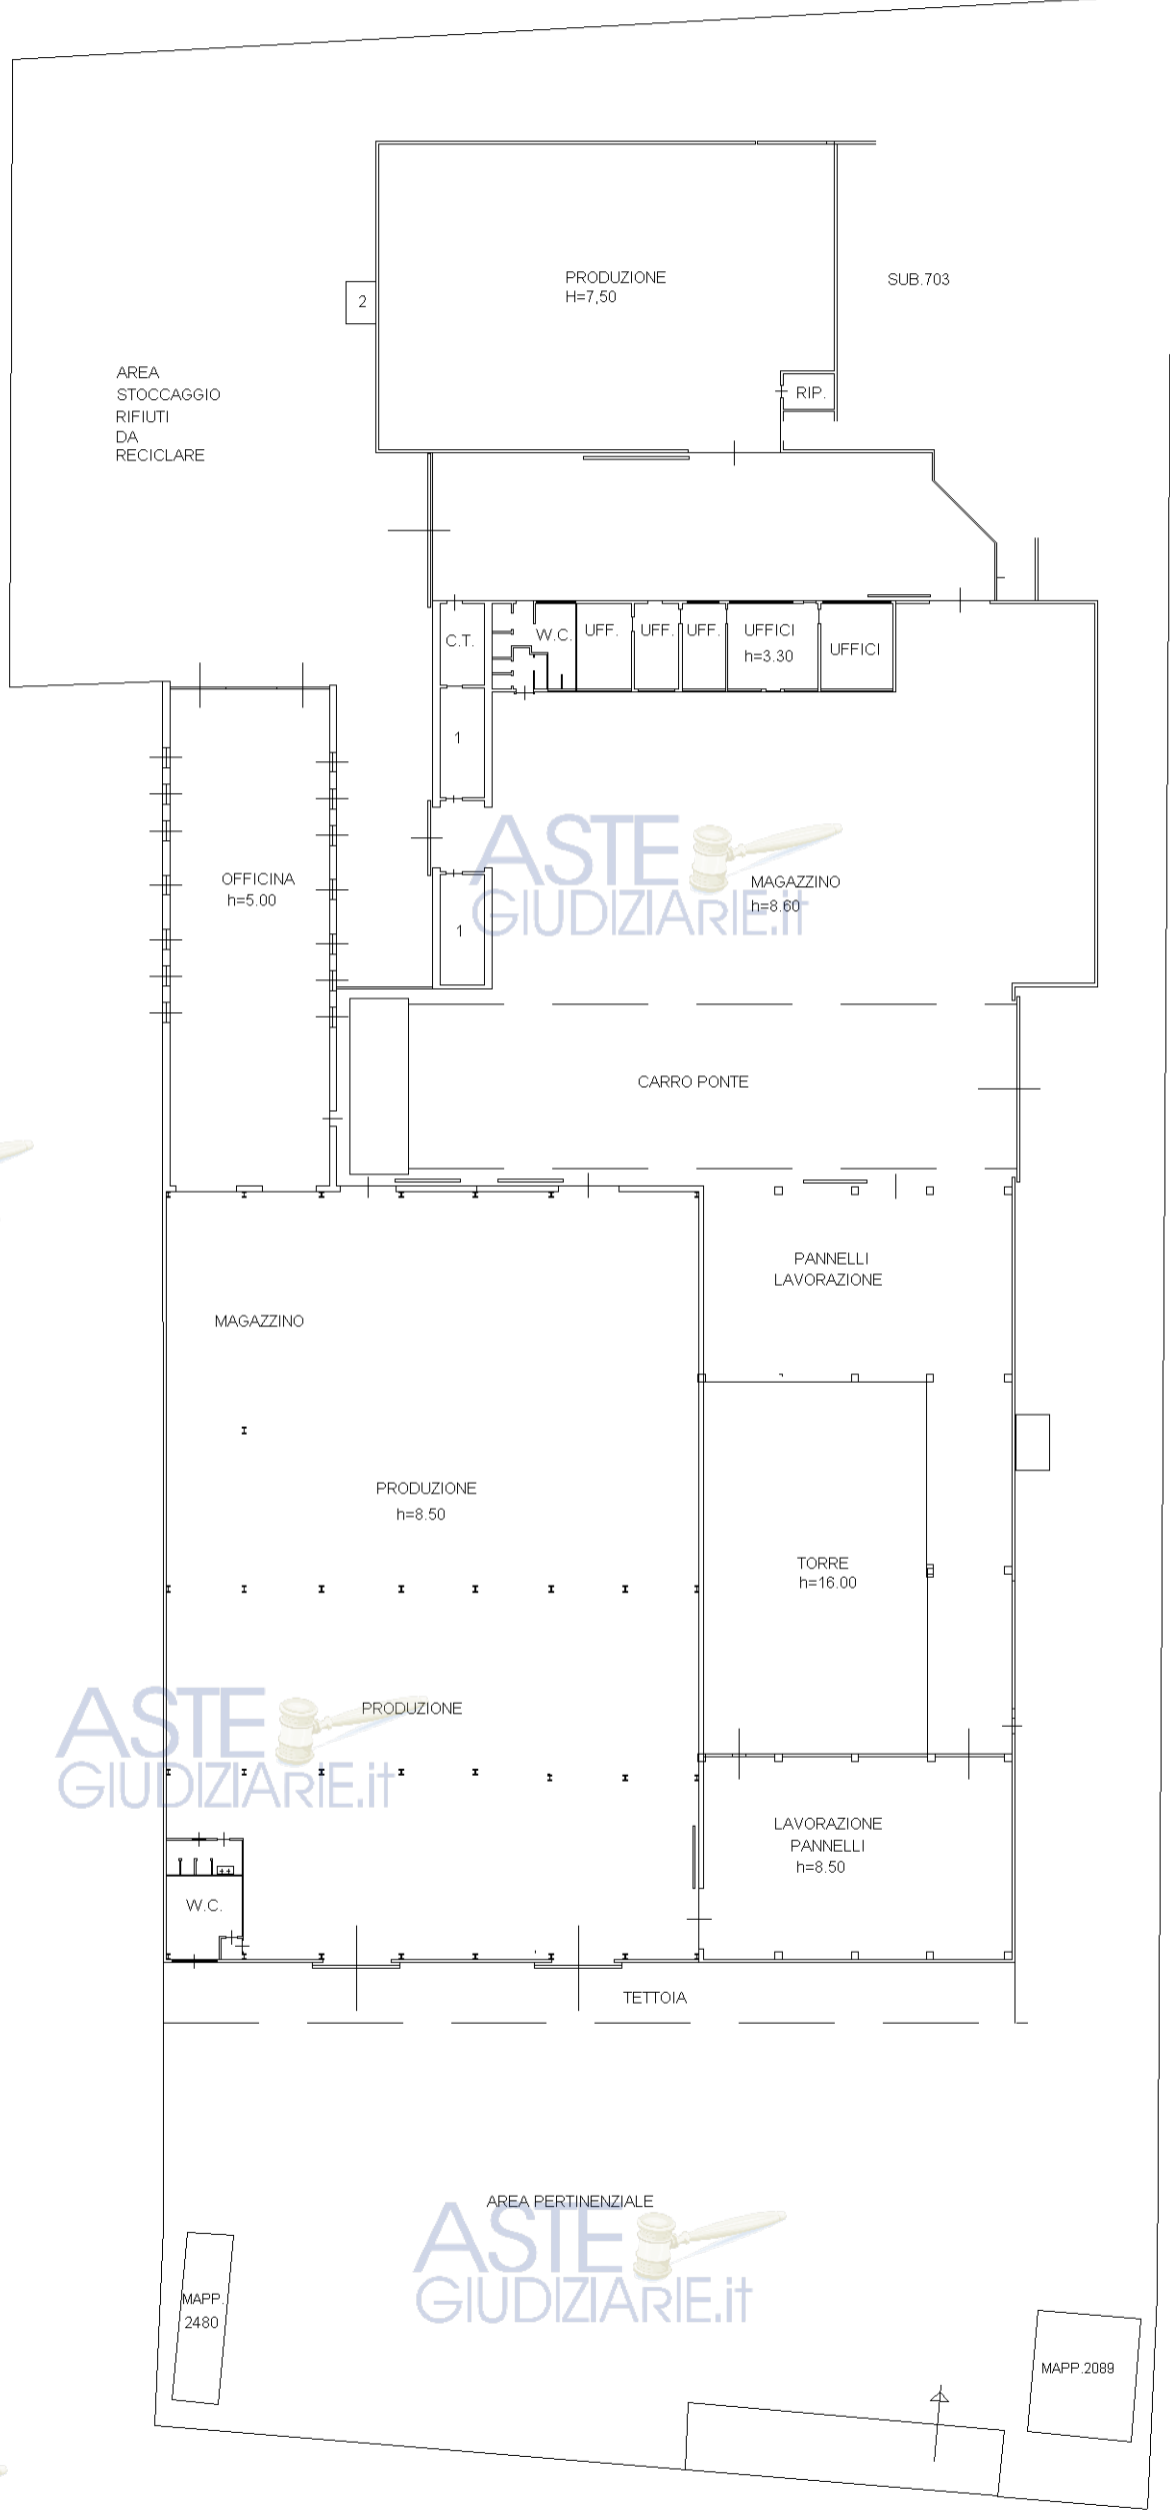 PRODUZIONE
H=7,50
SUB.703
2
AREA
STOCCAGGIO
RIFIUTI
DA
RECICLARE
RIP.
C.T.
W.C.
UFF.
UFF.
UFF.
UFFICI
h=3.30
UFFICI
1
ASTE
GIUDIZIARIE.it
OFFICINA
h=5.00
MAGAZZINO
h=8.60
1
CARRO PONTE
PANNELLI
LAVORAZIONE
MAGAZZINO
PRODUZIONE
h=8.50
TORRE
h=16.00
ASTE
GIUDIZIARIE.it
PRODUZIONE
LAVORAZIONE
PANNELLI
h=8.50
W.C.
TETTOIA
AREA PERTINENZIALE
ASTE
GIUDIZIARIE.it
MAPP.
2480
MAPP.2089